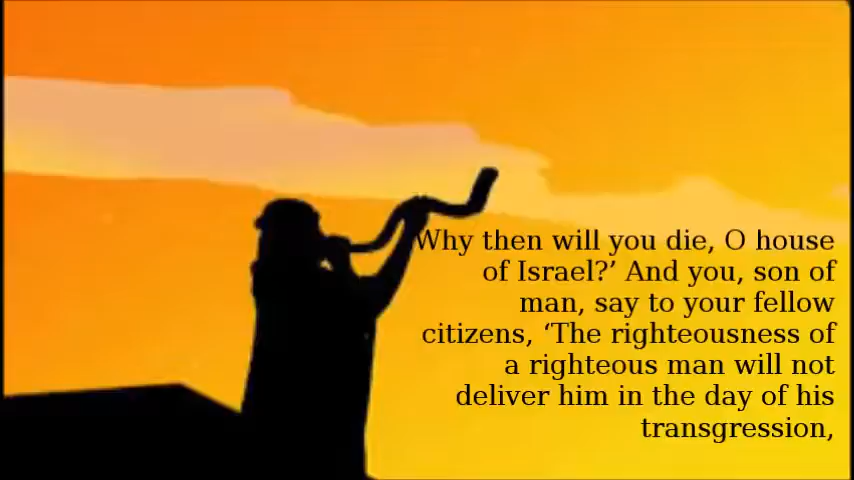 Why then will you die, O house
of Israel?’ And you, son of
man, say to your fellow
citizens, ‘The righteousness of
a righteous man will not
deliver him in the day of his
transgression,